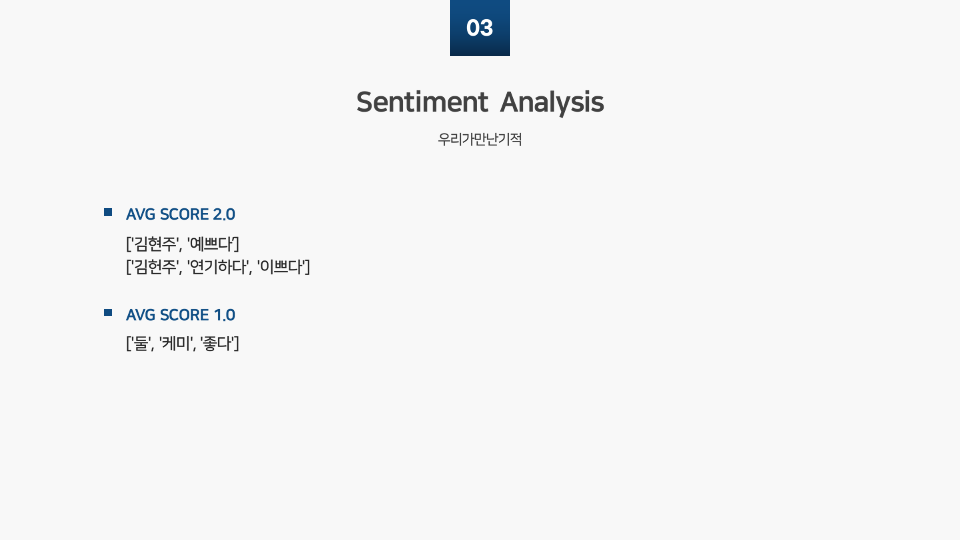 03
Sentiment Analysis
우리가만난기적
AVG SCORE 2.0
['김현주', '예쁘다']
['김헌주', '연기하다', '이쁘다']
AVG SCORE 1.0
['둘', '케미', '좋다']